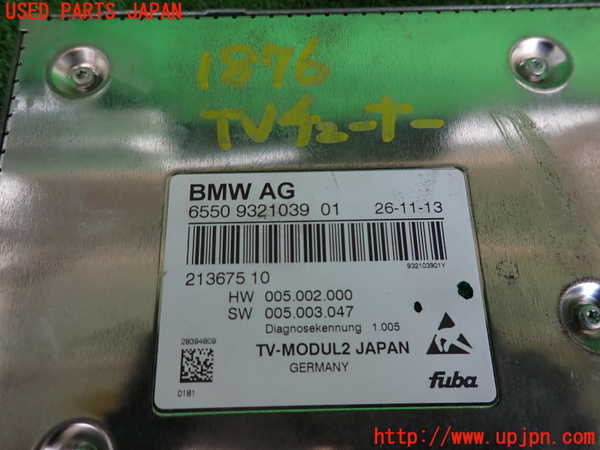 USED PARTS JAPAN
1876
TVチューナー
BMW AG
6550 9321039 01 26-11-13
932103901Y
213675 10
HW 005.002.000
SW 005.003.047
Diagnosekennung 1.005
28394809
TV-MODUL2 JAPAN
GERMANY
0181
fuba
http://www.upjpn.com